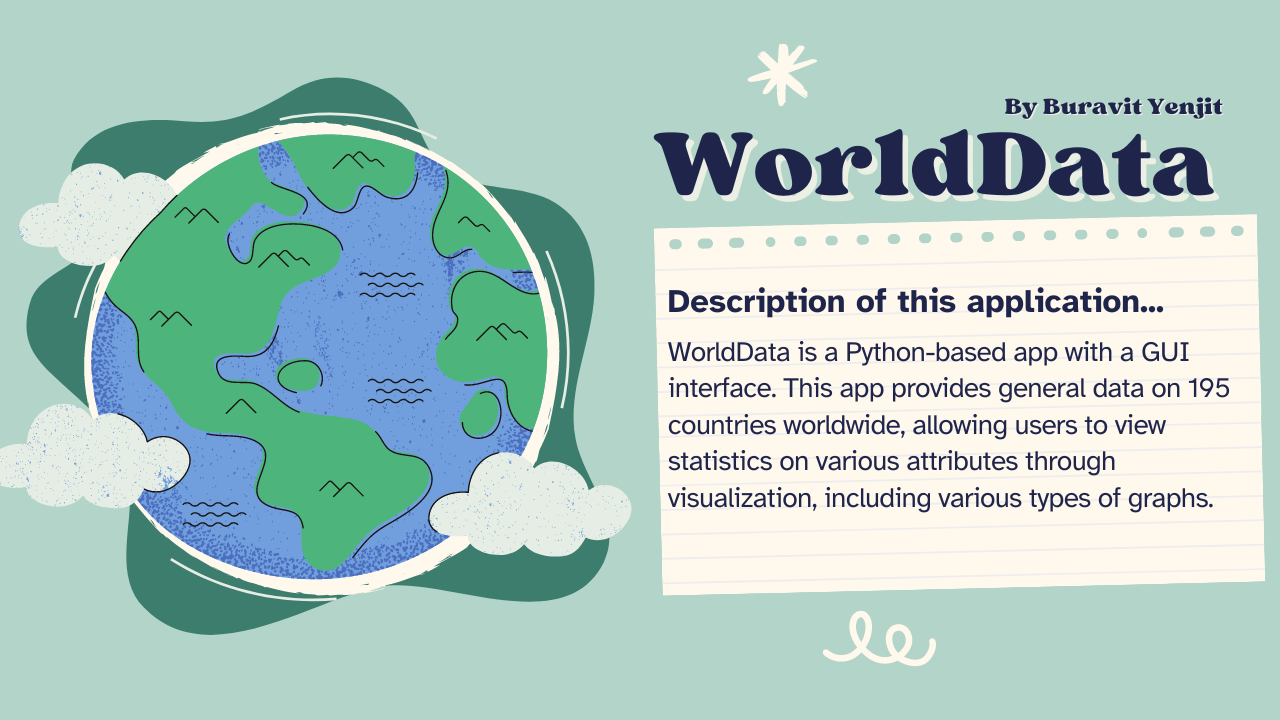 By Buravit Yenjit
WorldData
Description of this application...
WorldData is a Python-based app with a GUI
interface. This app provides general data on 195
countries worldwide, allowing users to view
statistics on various attributes through
visualization, including various types of graphs.